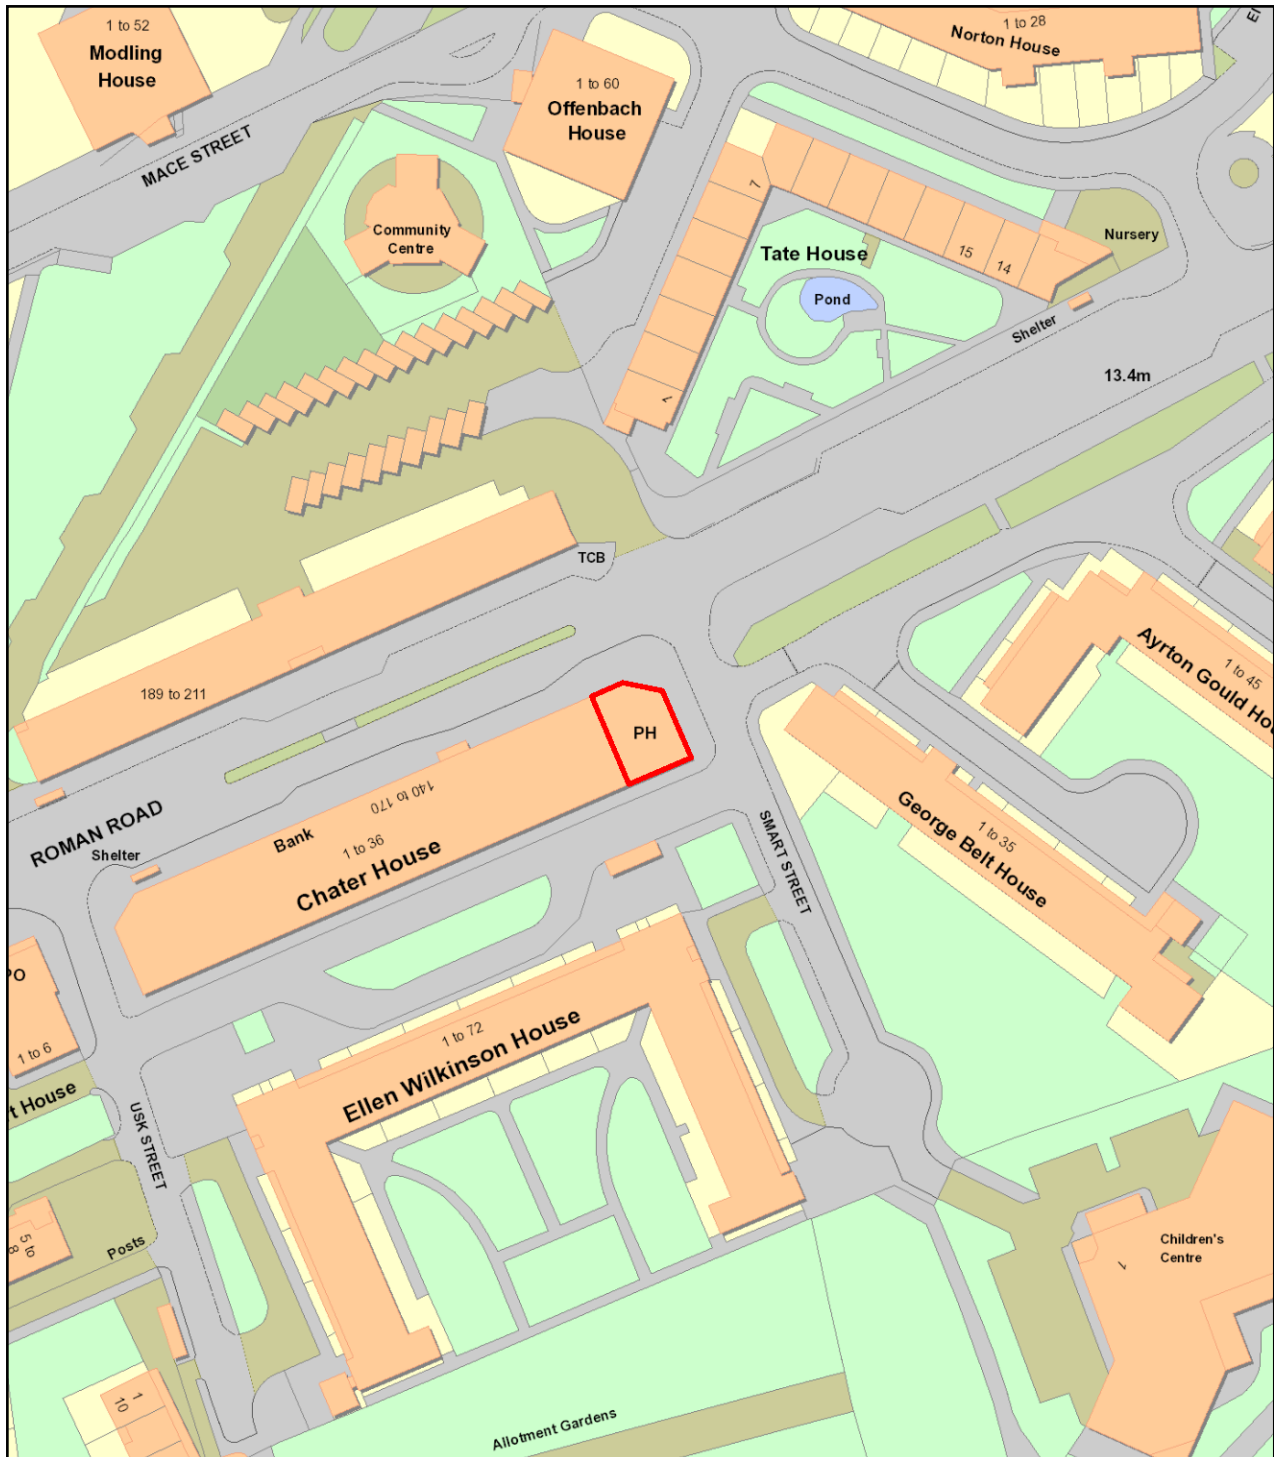 1 to 52
Modling
House
MACE STREET
1 to 60
Offenbach
House
1 to 28
Norton House
Community
Centre
7
Tate House
15
14
Nursery
Pond
Shelter
13.4m
1
TCB
189 to 211
ROMAN ROAD
Shelter
Bank
140 to 170
1 to 36
Chater House
PH
SMART STREET
Ayrton Gould Hou
1 to 45
1 to 35
George Belt House
PO
1 to 6
t House
USK STREET
1 to 72
Ellen Wilkinson House
Posts
5 to
8
1
10
Children's
Centre
1
Allotment Gardens